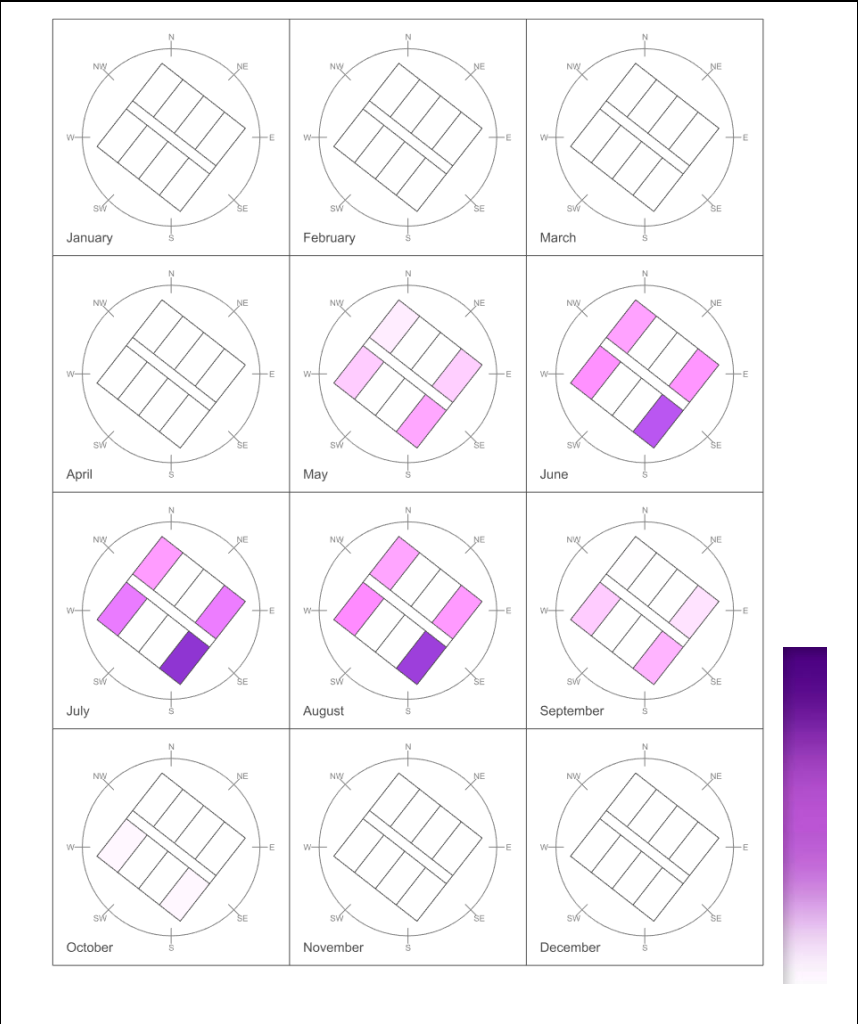 N N N
NW NE NW NE NW NE
W E W E W E
SW SE SW SE SW SE
S S S
January February March
N N N
NW NE NW NE NW NE
W E W E W E
SW SE SW SE SW SE
S S S
April May June
N N N
NW NE NW NE NW NE
W E W E W E
SW SE SW SE SW SE
S S S
July August September
N N N
NW NE NW NE NW NE
W E W E W E
SW SE SW SE SW SE
S S S
October November December